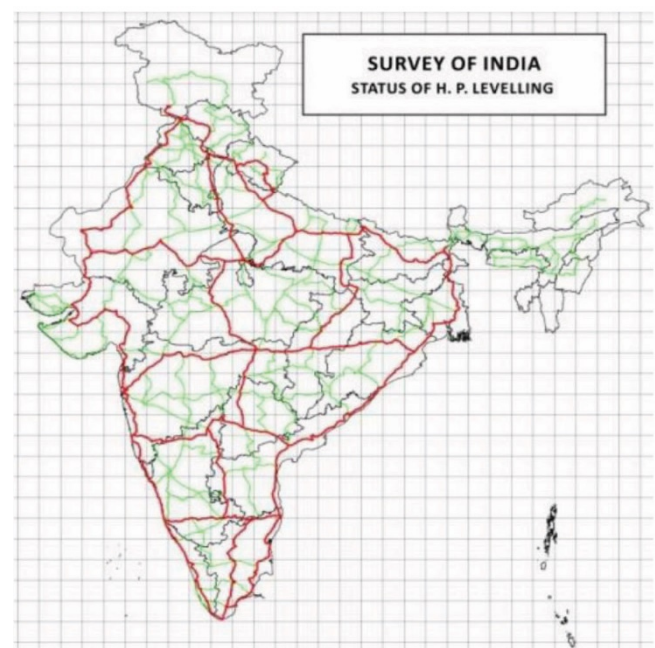 SURVEY OF INDIA
STATUS OF H. P. LEVELLING